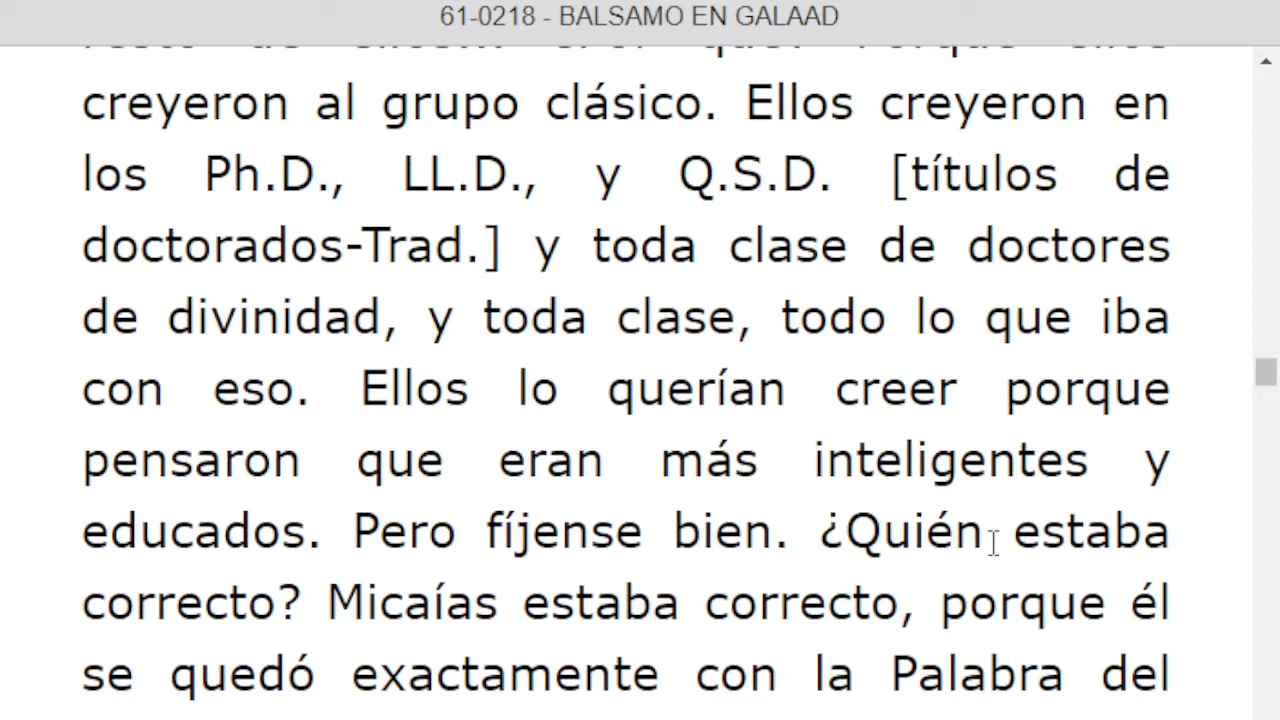 61-0218 - BALSAMO EN GALAAD
creyeron al grupo clásico. Ellos creyeron en
los Ph.D., LL.D., y Q.S.D. [títulos de
doctorados-Trad.] y toda clase de doctores
de divinidad, y toda clase, todo lo que iba
con eso. Ellos lo querían creer porque
pensaron que eran más inteligentes y
educados. Pero fíjense bien. ¿Quién estaba
correcto? Micaías estaba correcto, porque él
se quedó exactamente con la Palabra del